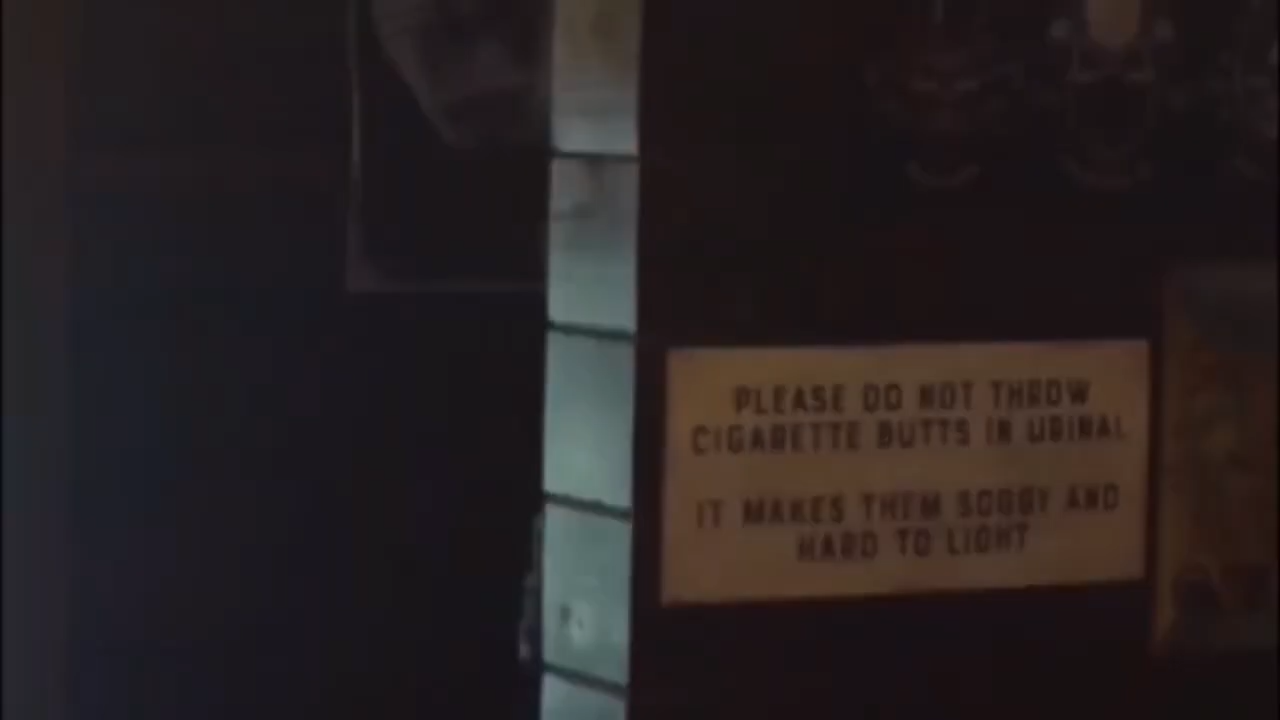 PLEASE DO NOT THROW
CIGARETTE BUTTS IN URINAL
IT MAKES THEM SOGGY AND
HARD TO LIGHT